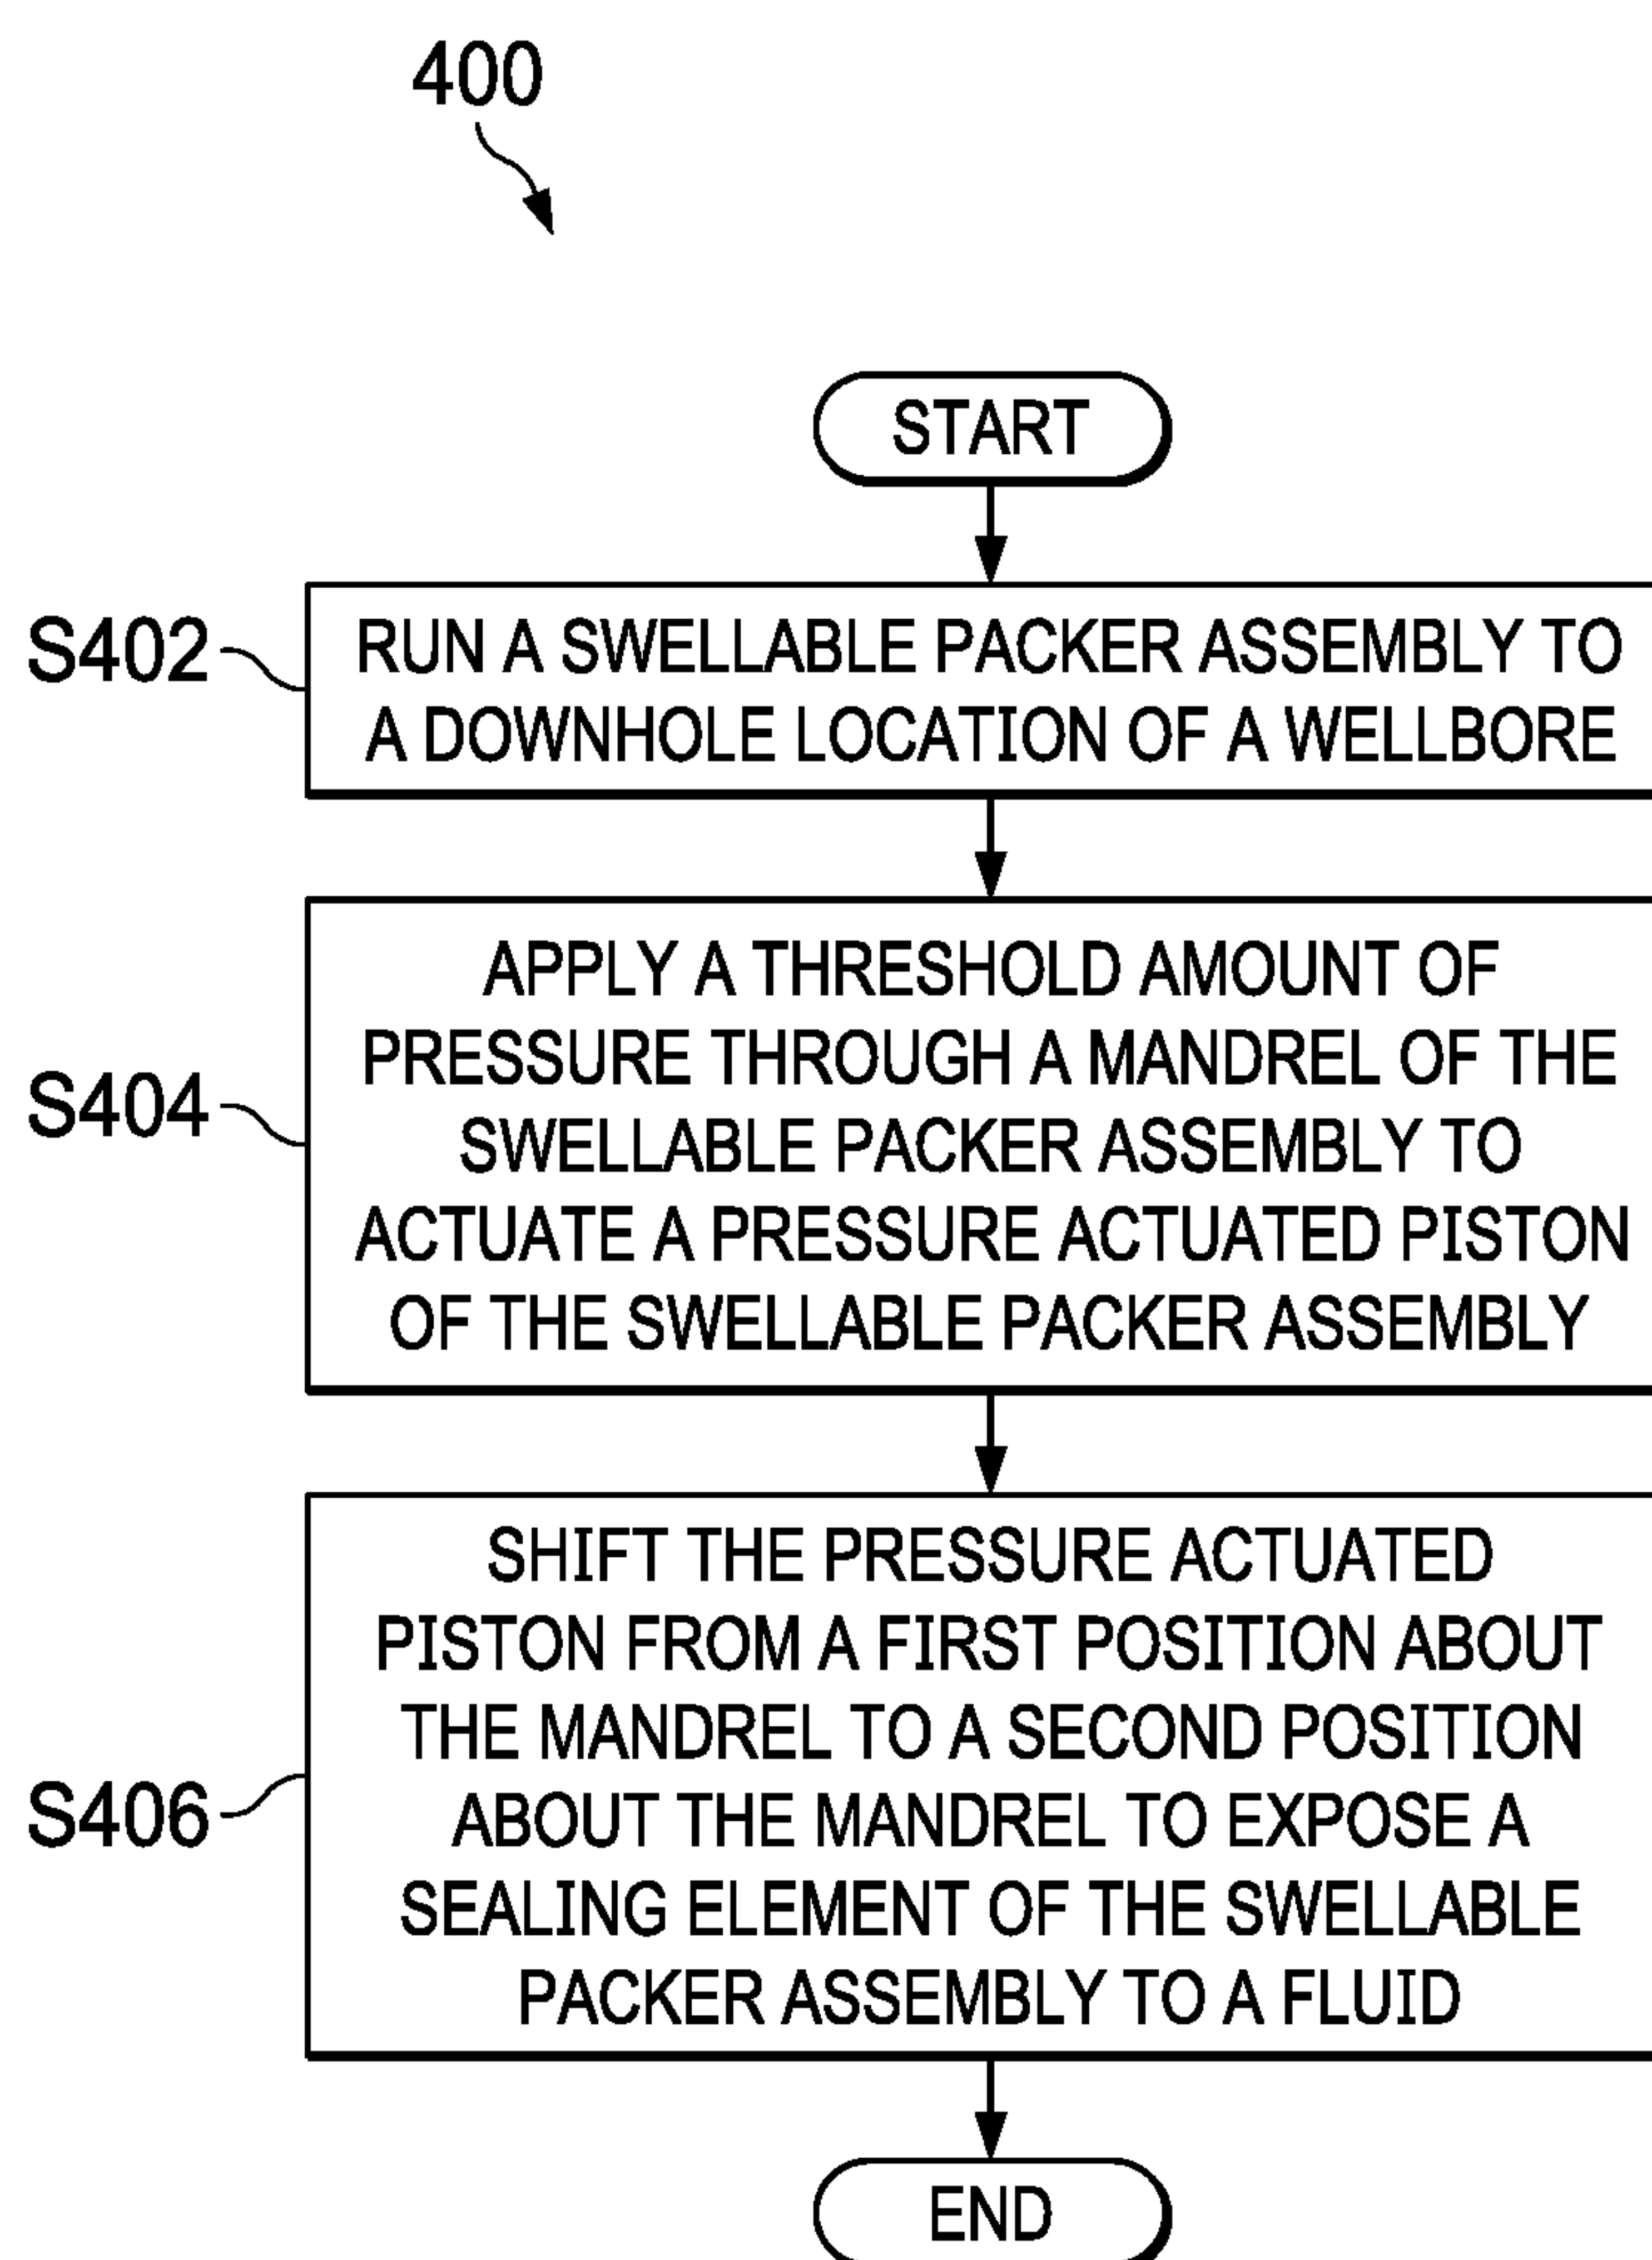 400
START
S402
RUN A SWELLABLE PACKER ASSEMBLY TO
A DOWNHOLE LOCATION OF A WELLBORE
S404
APPLY A THRESHOLD AMOUNT OF
PRESSURE THROUGH A MANDREL OF THE
SWELLABLE PACKER ASSEMBLY TO
ACTUATE A PRESSURE ACTUATED PISTON
OF THE SWELLABLE PACKER ASSEMBLY
S406
SHIFT THE PRESSURE ACTUATED
PISTON FROM A FIRST POSITION ABOUT
THE MANDREL TO A SECOND POSITION
ABOUT THE MANDREL TO EXPOSE A
SEALING ELEMENT OF THE SWELLABLE
PACKER ASSEMBLY TO A FLUID
END